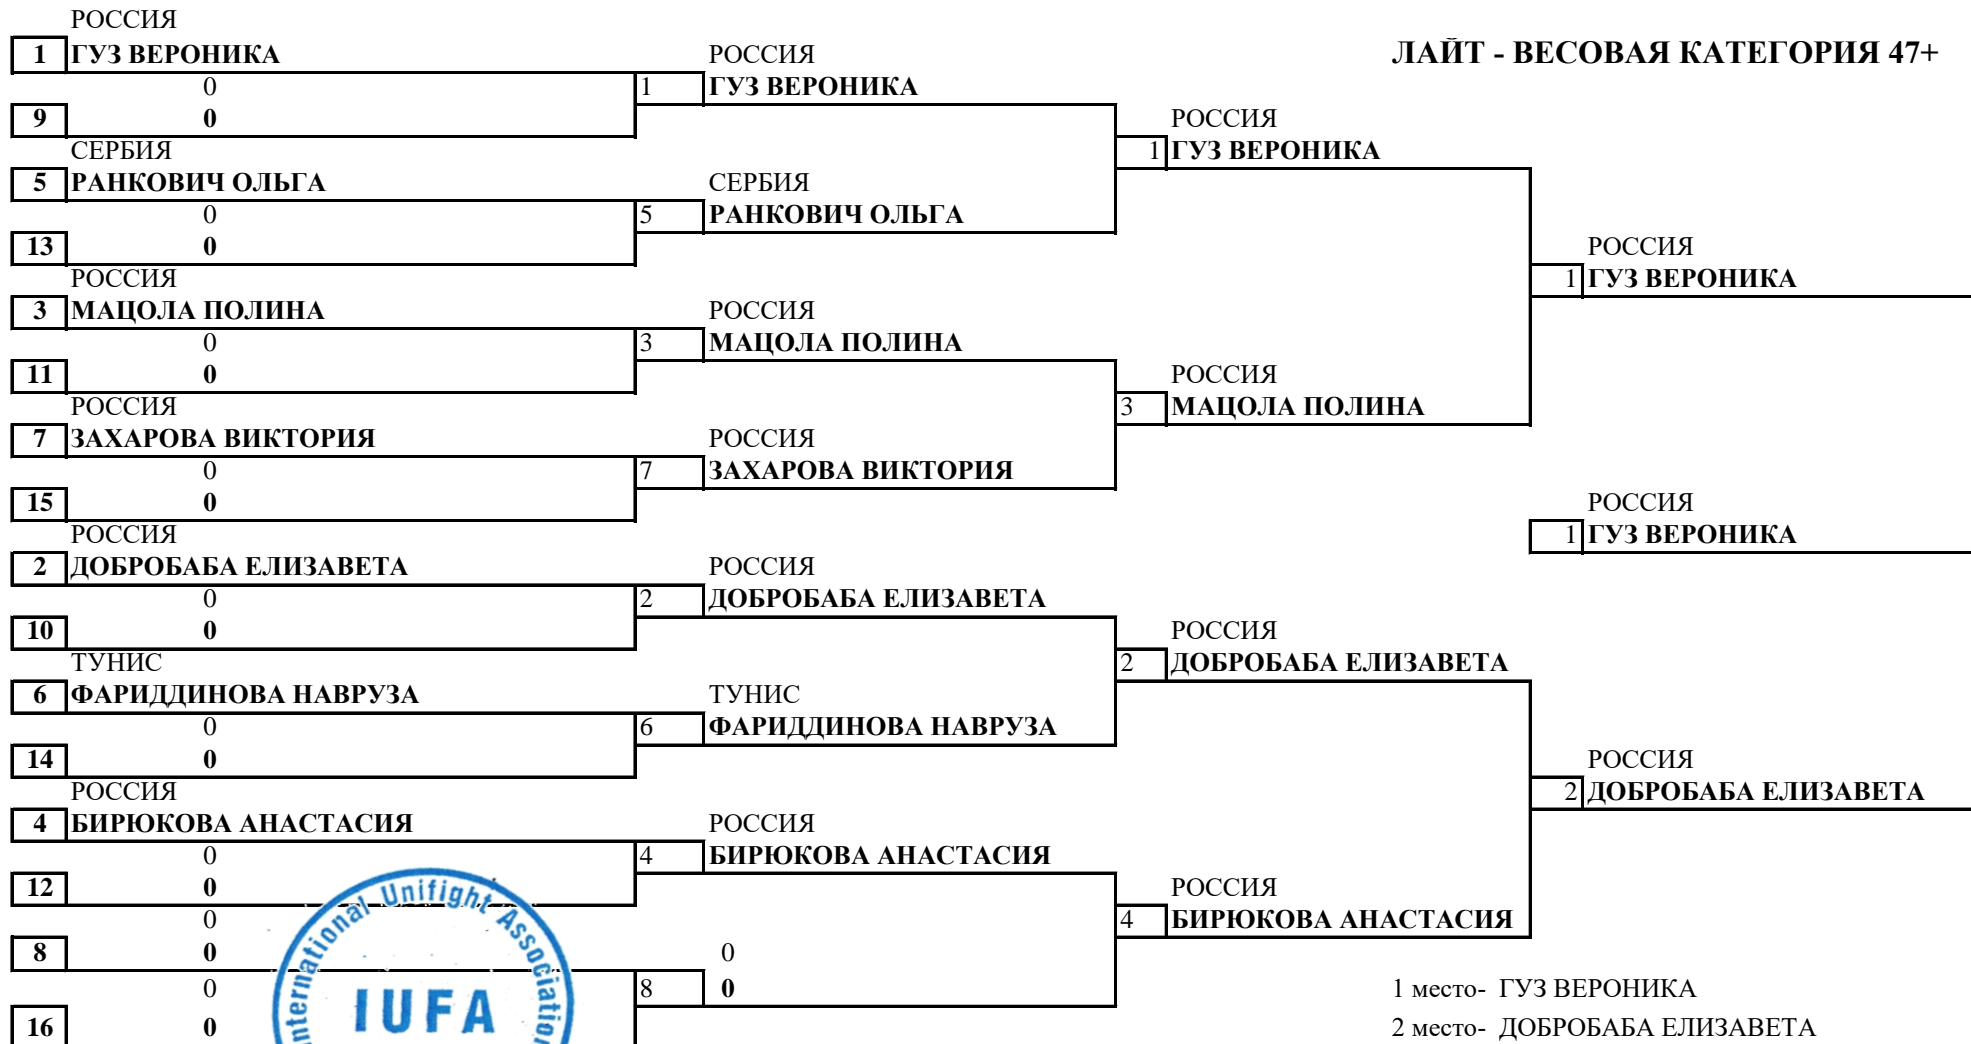 РОССИЯ
1 ГУЗ ВЕРОНИКА РОССИЯ ЛАЙТ - ВЕСОВАЯ КАТЕГОРИЯ 47+
0 1 ГУЗ ВЕРОНИКА
9 0 РОССИЯ
СЕРБИЯ 1 ГУЗ ВЕРОНИКА
5 РАНКОВИЧ ОЛЬГА СЕРБИЯ
0 5 РАНКОВИЧ ОЛЬГА
13 0 РОССИЯ
РОССИЯ 1 ГУЗ ВЕРОНИКА
3 МАЦОЛА ПОЛИНА РОССИЯ
0 3 МАЦОЛА ПОЛИНА
11 0 РОССИЯ
РОССИЯ 3 МАЦОЛА ПОЛИНА
7 ЗАХАРОВА ВИКТОРИЯ РОССИЯ
0 7 ЗАХАРОВА ВИКТОРИЯ
15 0 РОССИЯ
РОССИЯ 1 ГУЗ ВЕРОНИКА
2 ДОБРОБАБА ЕЛИЗАВЕТА РОССИЯ
0 2 ДОБРОБАБА ЕЛИЗАВЕТА
10 0 РОССИЯ
ТУНИС 2 ДОБРОБАБА ЕЛИЗАВЕТА
6 ФАРИДДИНОВА НАВРУЗА ТУНИС
0 6 ФАРИДДИНОВА НАВРУЗА
14 0 РОССИЯ
РОССИЯ 2 ДОБРОБАБА ЕЛИЗАВЕТА
4 БИРЮКОВА АНАСТАСИЯ РОССИЯ
0 4 БИРЮКОВА АНАСТАСИЯ
12 0 РОССИЯ
0 4 БИРЮКОВА АНАСТАСИЯ
8 0 0
0 8 0 1 место- ГУЗ ВЕРОНИКА
16 0 2 место- ДОБРОБАБА ЕЛИЗАВЕТА
International Unifight Association
IUFA